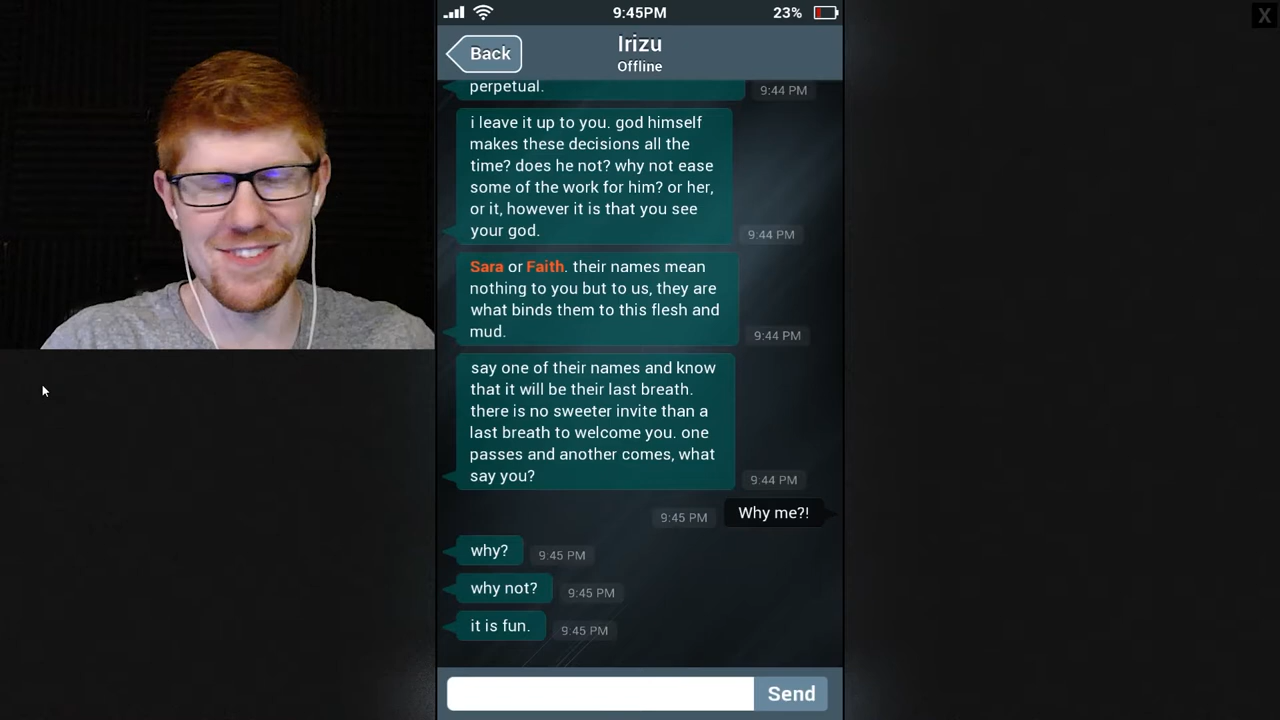 9:45PM
23%
Back
Irizu
Offline
X
perpetual.
9:44 PM
i leave it up to you. god himself
makes these decisions all the
time? does he not? why not ease
some of the work for him? or her,
or it, however it is that you see
your god.
9:44 PM
Sara or Faith. their names mean
nothing to you but to us, they are
what binds them to this flesh and
mud.
9:44 PM
say one of their names and know
that it will be their last breath.
there is no sweeter invite than a
last breath to welcome you. one
passes and another comes, what
say you?
9:44 PM
9:45 PM
Why me?!
why?
9:45 PM
why not?
9:45 PM
it is fun.
9:45 PM
Send